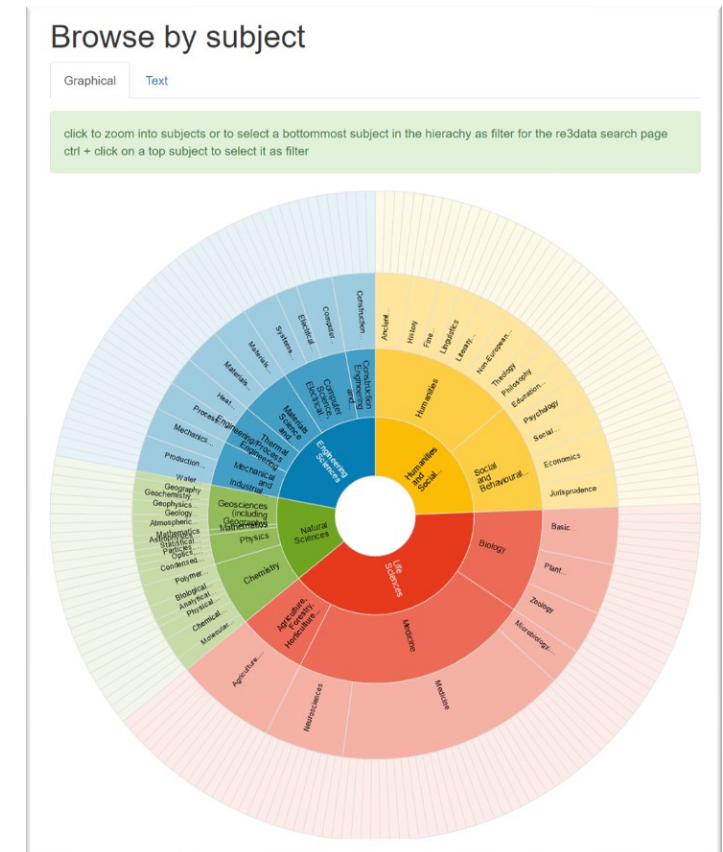 Browse by subject
Graphical
Text
click to zoom into subjects or to select a bottommost subject in the hierachy as filter for the re3data search page
ctrl + click on a top subject to select it as filter
Humanities
and
Social...
Humanities
Social
and
Behavioural...
Ancient...
History
Fine...
Linguistics
Literary...
Non-European...
Theology
Philosophy
Education...
Psychology
Social...
Economics
Jurisprudence
Life
Sciences
Biology
Medicine
Agriculture,
Forestry,
Horticulture...
Basic...
Plant...
Zoology
Microbiology,...
Medicine
Neurosciences
Agriculture,...
Natural
Sciences
Chemistry
Physics
Mathematics
Geosciences
(including
Geography)
Molecular...
Chemical...
Physical...
Analytical...
Biological...
Polymer...
Condensed...
Optics,...
Particles...
Statistical...
Astrophysics...
Mathematics
Atmospheric...
Geology...
Geophysics...
Geochemistry,...
Geography
Water
Engineering
Sciences
Mechanical
and
Industrial...
Thermal
Engineering/Process
Engineering
Materials
Science
and
Computer
Science,
Electrical
Construction
Engineering
and
Production...
Mechanics...
Process
Heat...
Materials...
Materials...
Systems...
Electrical...
Computer...
Construction...